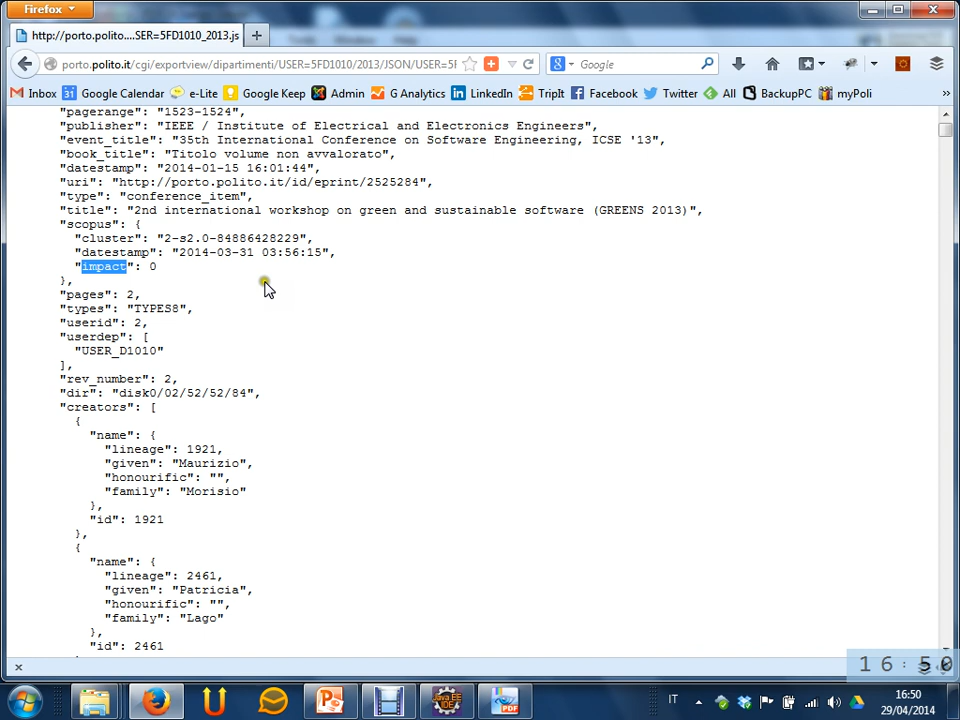 Firefox
http://porto.polito....SER=5FD1010_2013.js
porto.polito.it/cgi/exportview/dipartimenti/USER=5FD1010/2013/JSON/USER=5F
Google
Inbox Google Calendar e-Lite Google Keep Admin G Analytics TripIt LinkedIn Facebook Twitter All BackupPC myPoli »
"pagerange": "1523-1524",
"publisher": "IEEE / Institute of Electrical and Electronics Engineers",
"event_title": "35th International Conference on Software Engineering, ICSE '13",
"book_title": "Titolo volume non avvalorato",
"datestamp": "2014-01-15 16:01:44",
"uri": "http://porto.polito.it/id/eprint/2525284",
"type": "conference_item",
"title": "2nd international workshop on green and sustainable software (GREENS 2013)",
"scopus": {
"cluster": "2-s2.0-84886428229",
"datestamp": "2014-03-31 03:56:15",
"impact": 0
},
"pages": 2,
"types": "TYPES8",
"userid": 2,
"userdep": [
"USER_D1010"
],
"rev_number": 2,
"dir": "disk0/02/52/52/84",
"creators": [
{
"name": {
"lineage": 1921,
"given": "Maurizio",
"honourific": "",
"family": "Morisio"
},
"id": 1921
},
{
"name": {
"lineage": 2461,
"given": "Patricia",
"honourific": "",
"family": "Lago"
},
"id": 2461
16:50
IT
16:50
29/04/2014